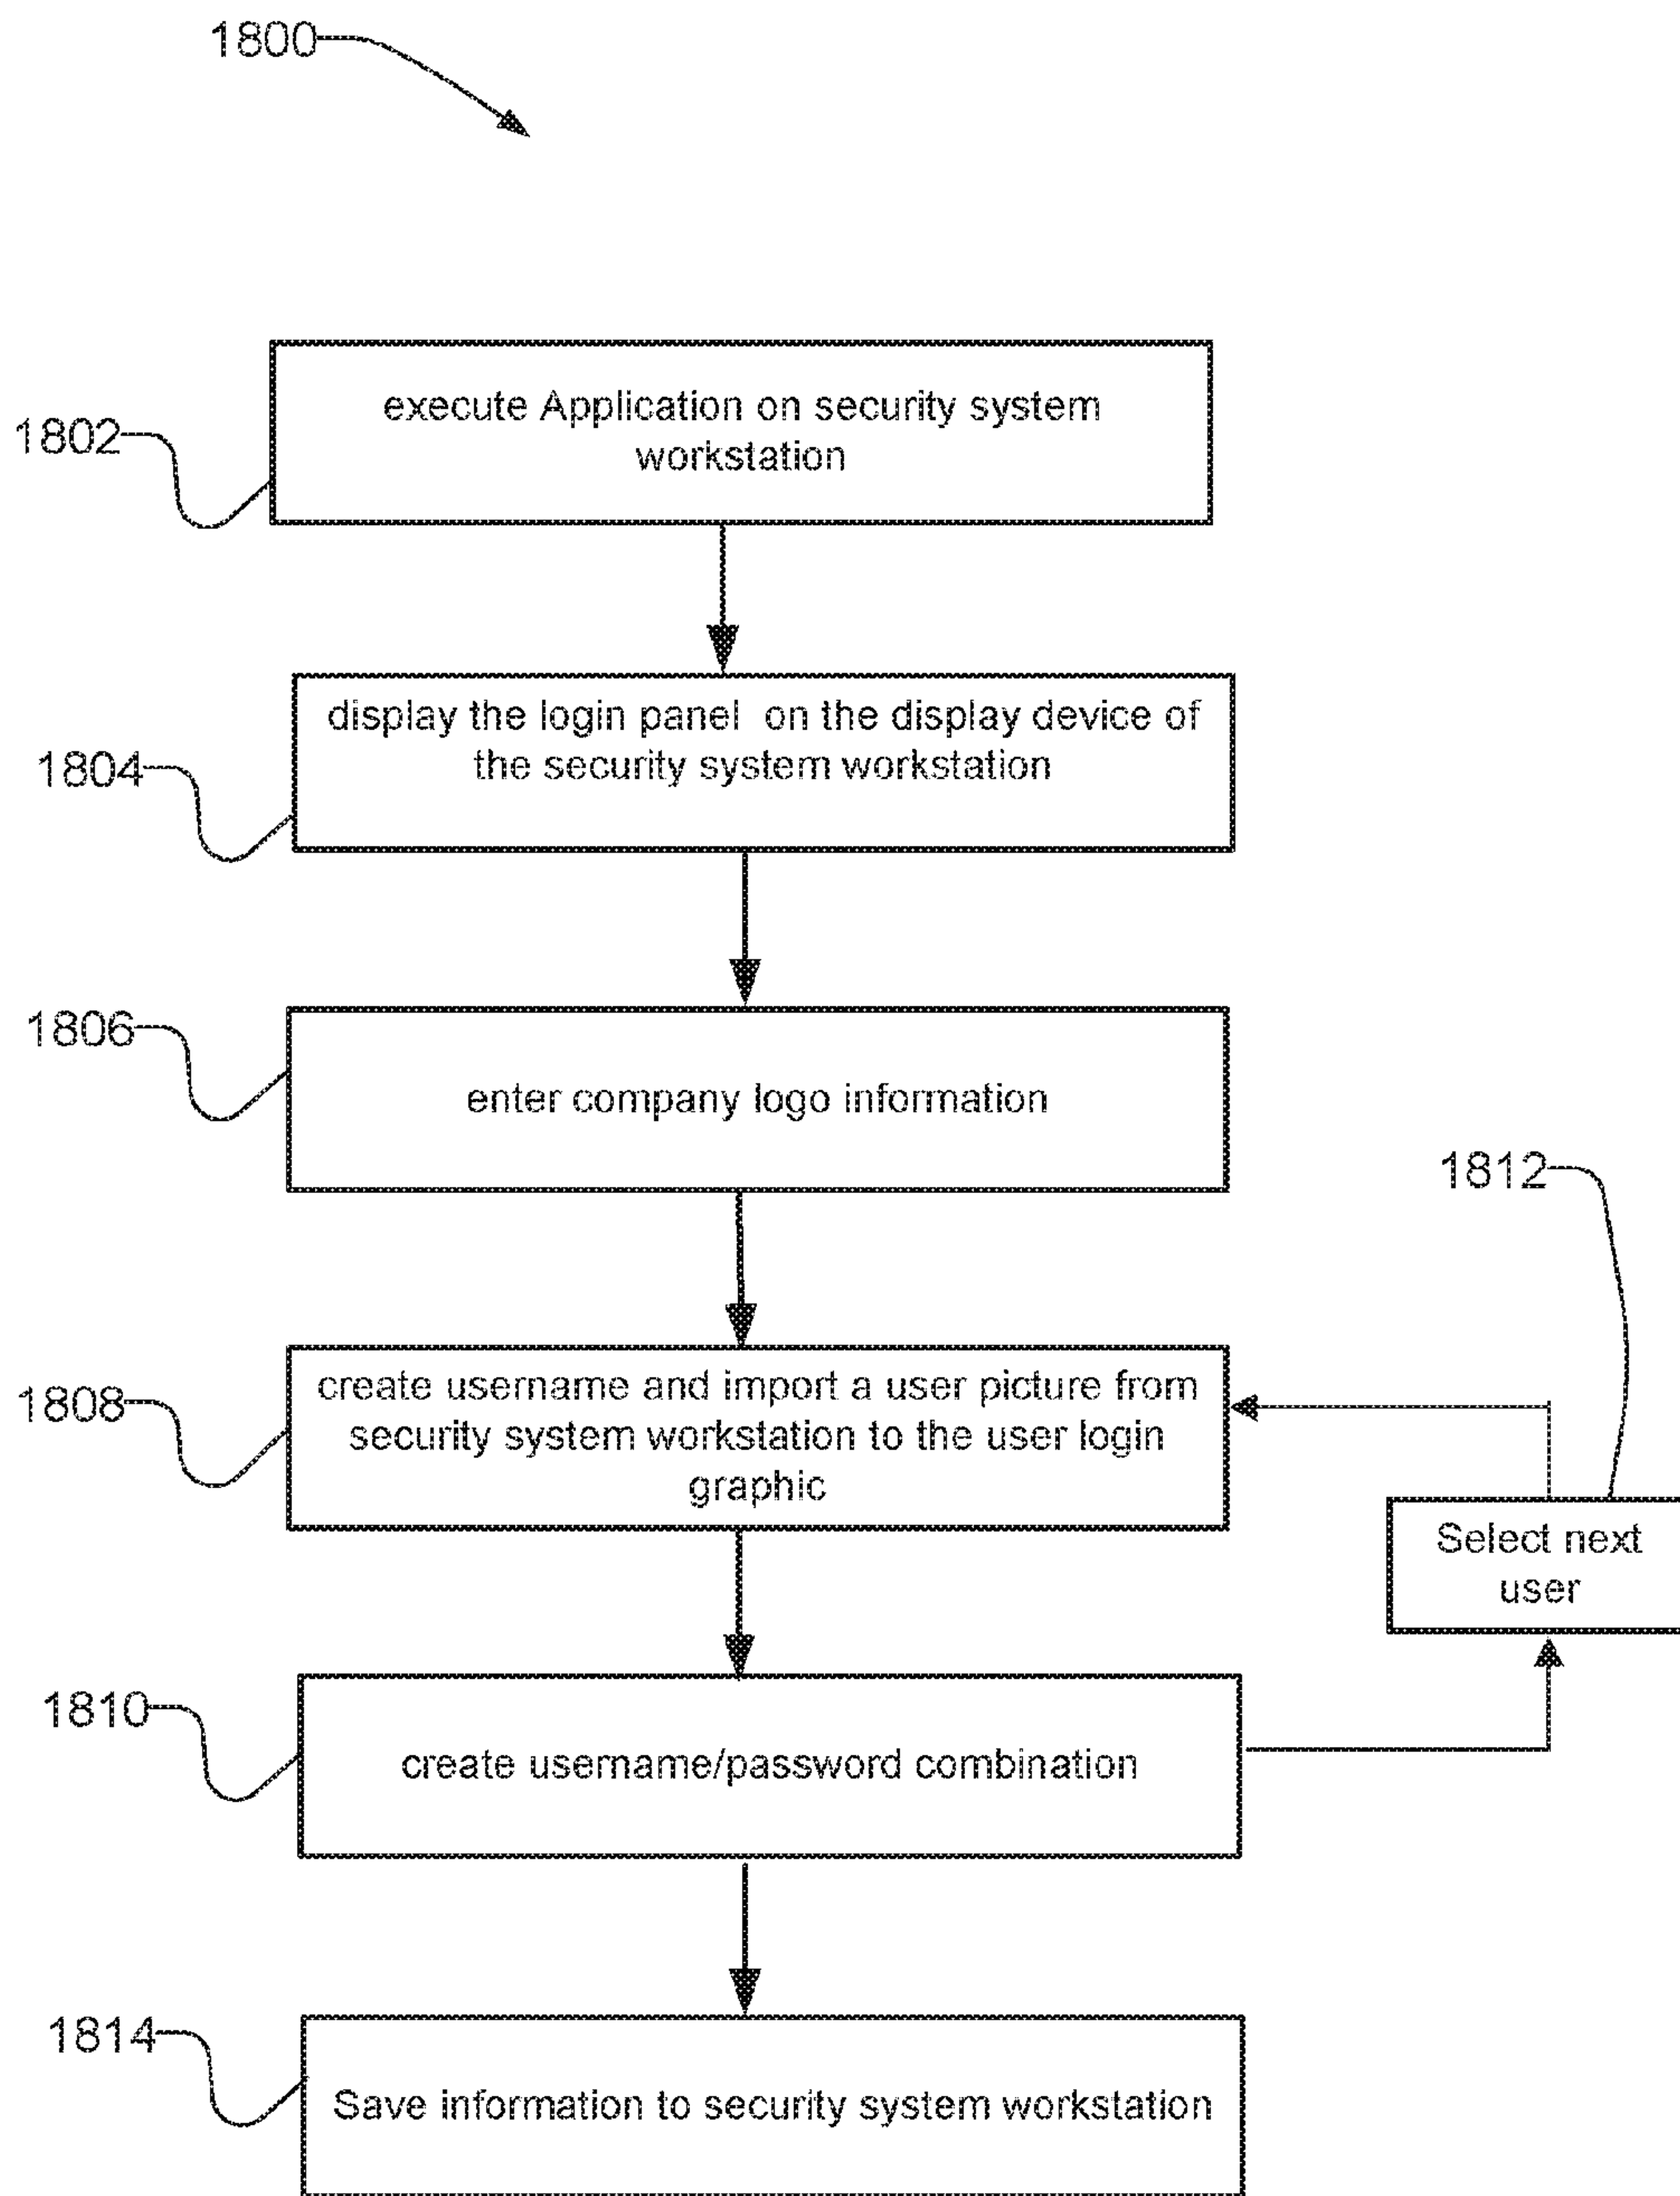 1800
1802
execute Application on security system
workstation
1804
display the login panel on the display device of
the security system workstation
1806
enter company logo information
1808
create username and import a user picture from
security system workstation to the user login
graphic
1812
Select next
user
1810
create username/password combination
1814
Save information to security system workstation